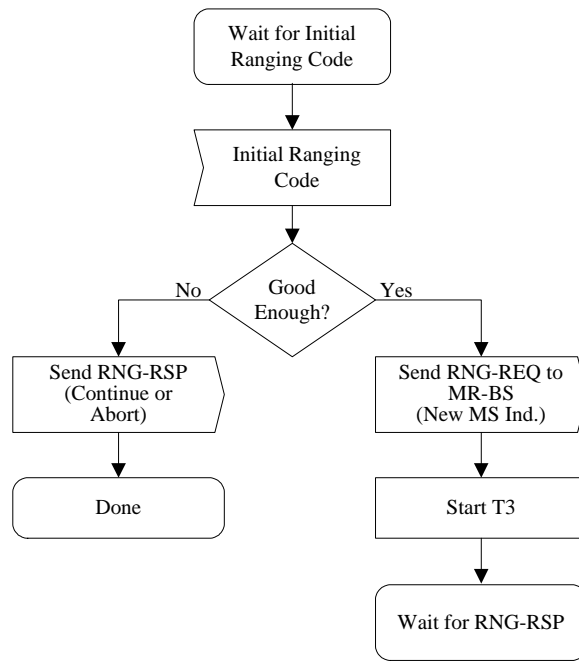 Wait for Initial
Ranging Code
Initial Ranging
Code
Good
Enough?
No
Yes
Send RNG-RSP
(Continue or
Abort)
Send RNG-REQ to
MR-BS
(New MS Ind.)
Done
Start T3
Wait for RNG-RSP